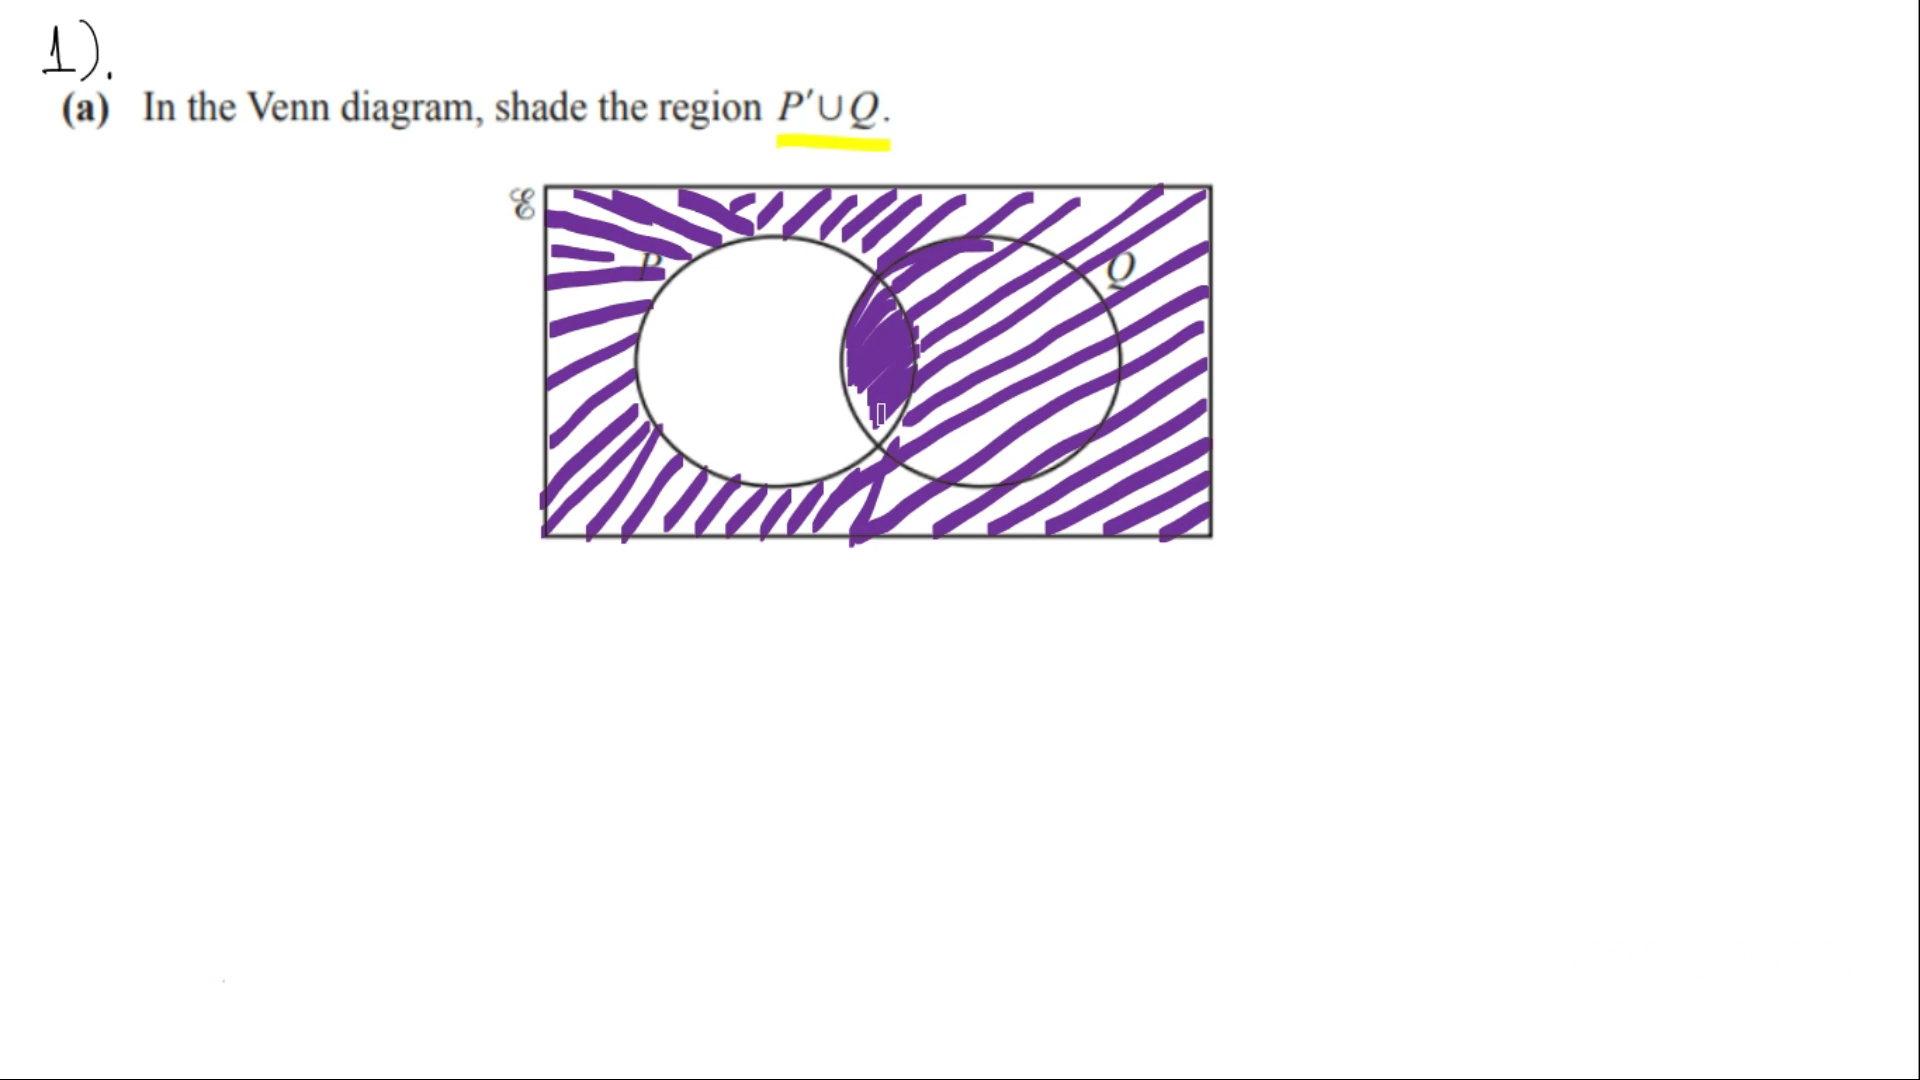 1).
(a) In the Venn diagram, shade the region P′∪Q.
ℰ
P
Q